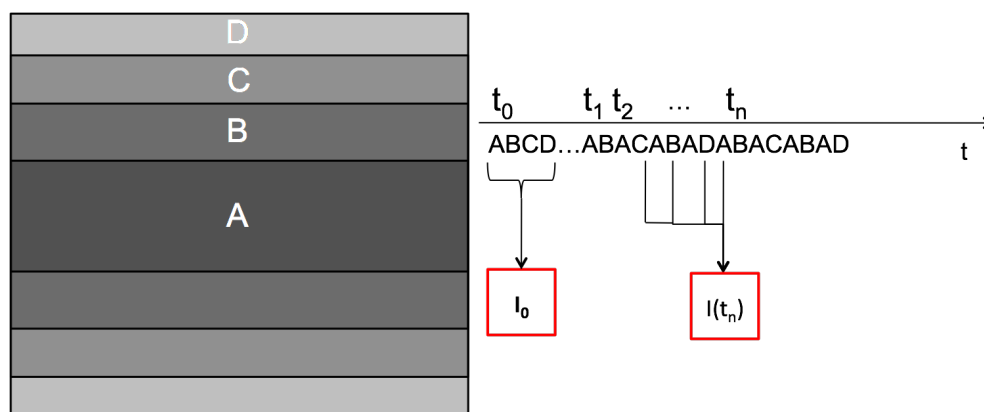 D
C
B
A
t₀ t₁ t₂ ... tₙ
ABCD...ABACABADABACABAD
t
I₀
I(tₙ)